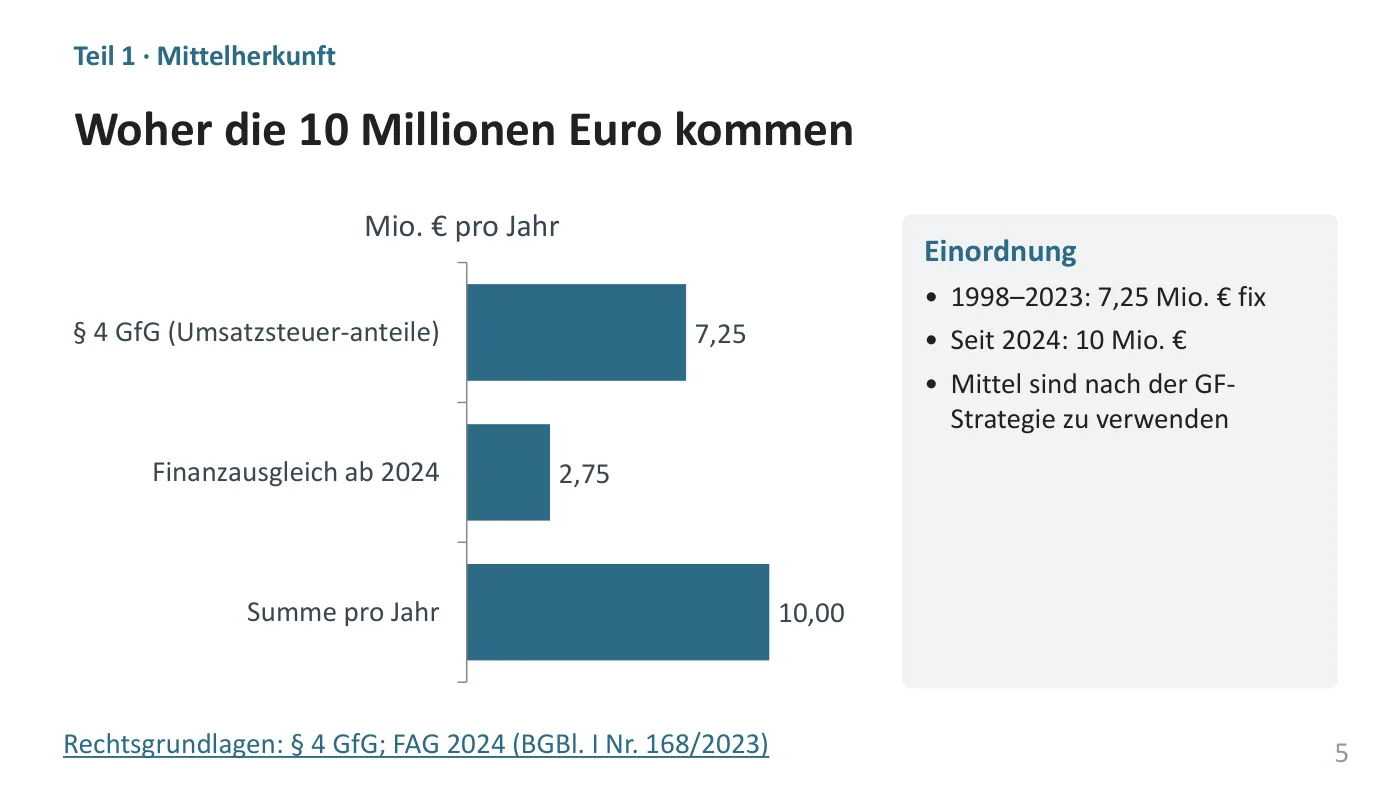 Teil 1 · Mittelherkunft
Woher die 10 Millionen Euro kommen
Mio. € pro Jahr
§ 4 GfG (Umsatzsteuer-anteile)
7,25
Finanzausgleich ab 2024
2,75
Summe pro Jahr
10,00
Einordnung
• 1998–2023: 7,25 Mio. € fix
• Seit 2024: 10 Mio. €
• Mittel sind nach der GF-
Strategie zu verwenden
Rechtsgrundlagen: § 4 GfG; FAG 2024 (BGBl. I Nr. 168/2023)
5